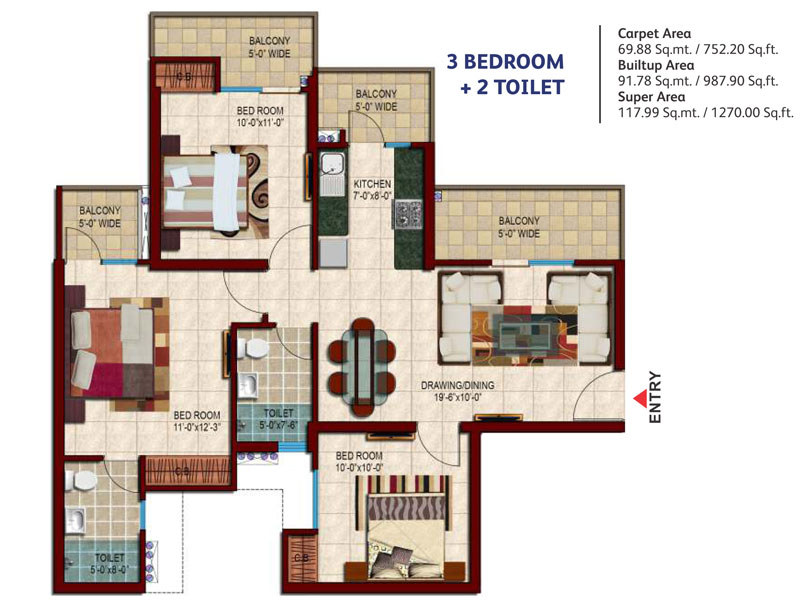 3 BEDROOM
+ 2 TOILET
Carpet Area
69.88 Sq.mt. / 752.20 Sq.ft.
Builtup Area
91.78 Sq.mt. / 987.90 Sq.ft.
Super Area
117.99 Sq.mt. / 1270.00 Sq.ft.
BALCONY
5'-0" WIDE
C.B.
BED ROOM
10'-0"x11'-0"
BALCONY
5'-0" WIDE
KITCHEN
7'-0"x8'-0"
BALCONY
5'-0" WIDE
BALCONY
5'-0" WIDE
DRAWING/DINING
19'-6"x10'-0"
ENTRY
BED ROOM
11'-0"x12'-3"
TOILET
5'-0"x7'-6"
C.B.
BED ROOM
10'-0"x10'-0"
C.B.
TOILET
5'-0"x8'-0"